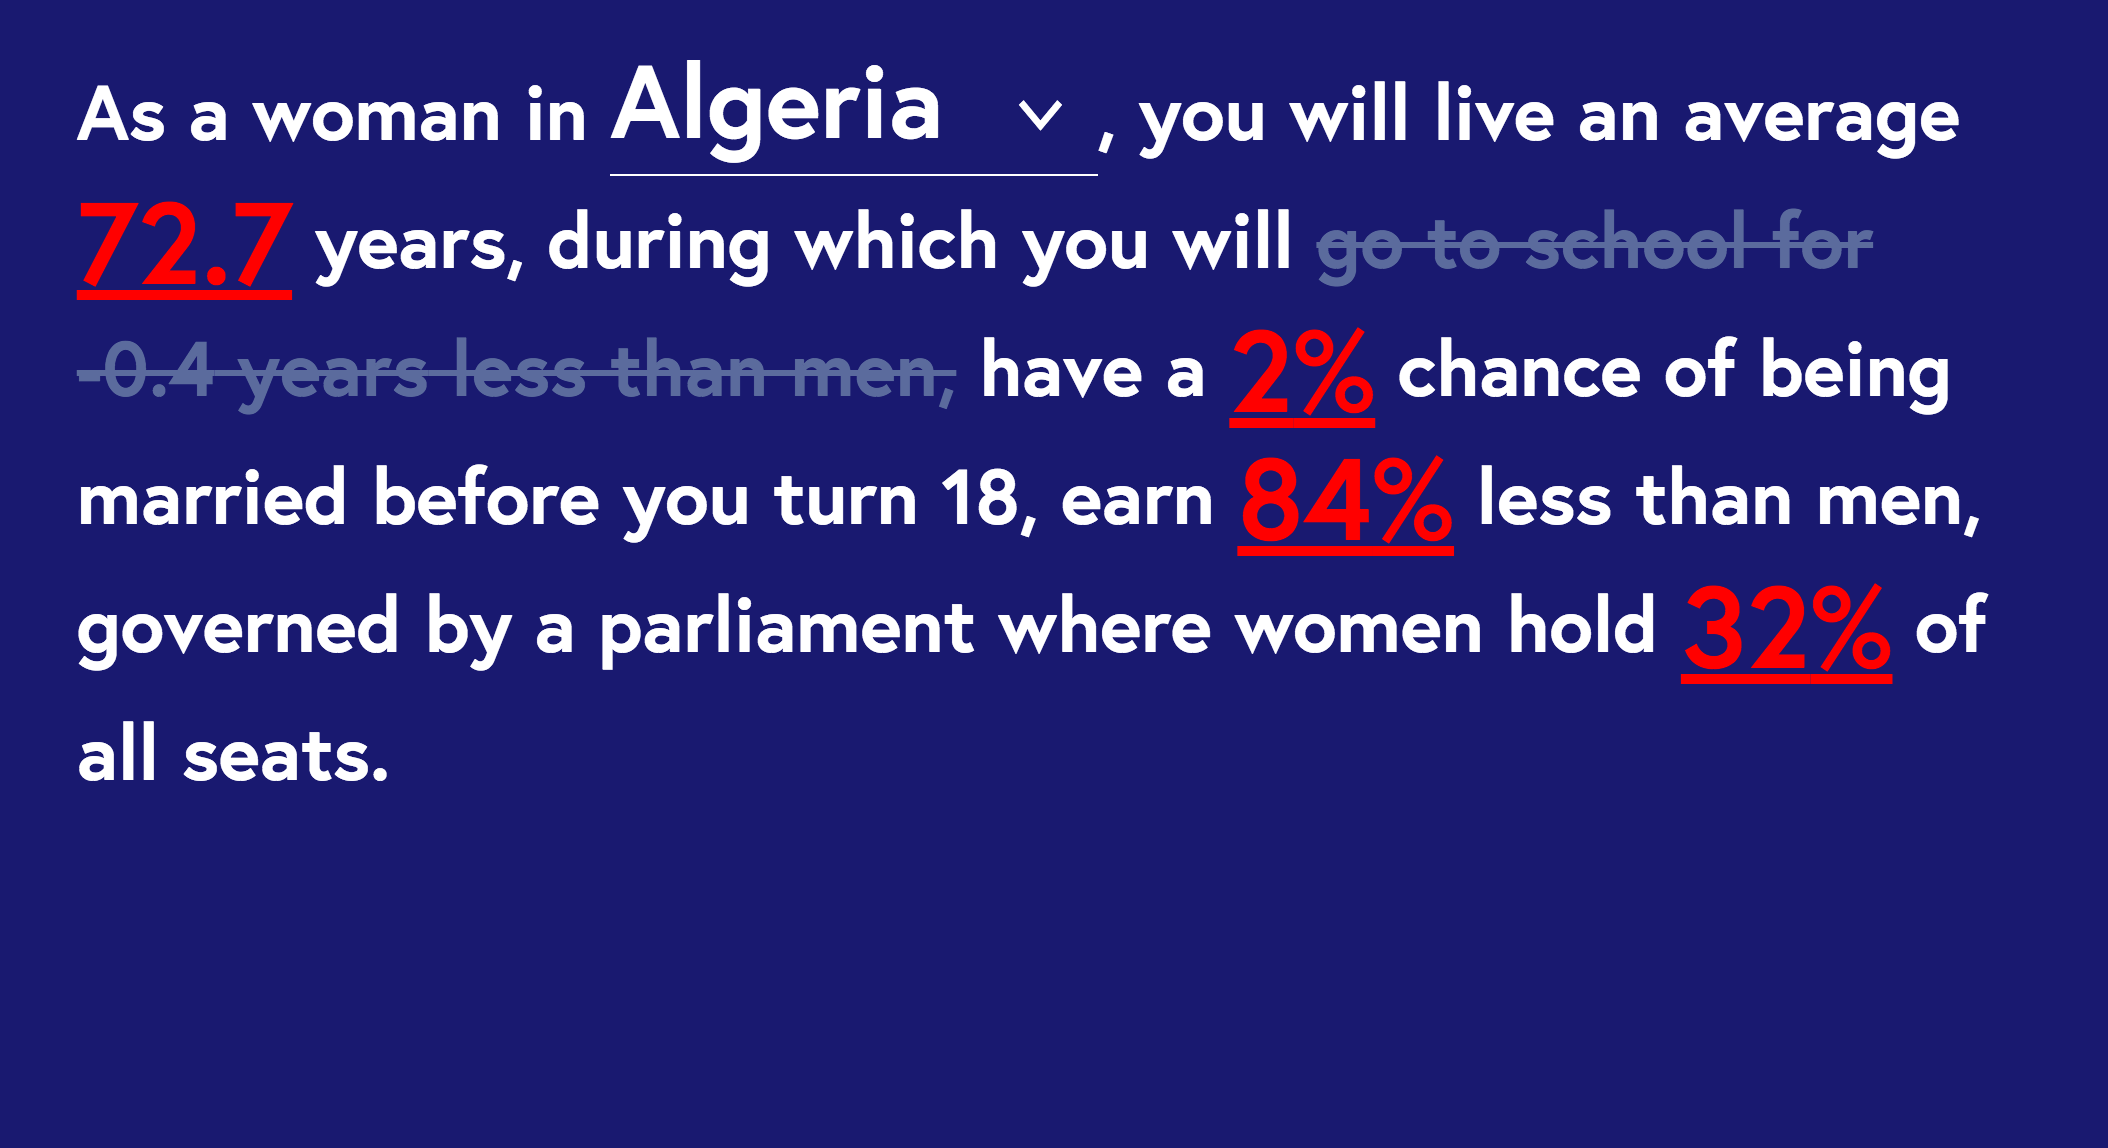 As a woman in Algeria, you will live an average
72.7 years, during which you will go to school for
-0.4 years less than men, have a 2% chance of being
married before you turn 18, earn 84% less than men,
governed by a parliament where women hold 32% of
all seats.